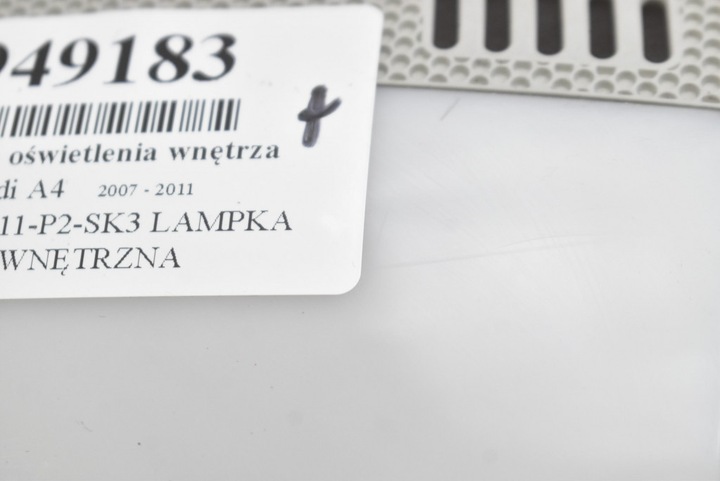 949183
oświetlenia wnętrza
di A4 2007 - 2011
11-P2-SK3 LAMPKA
WNĘTRZNA